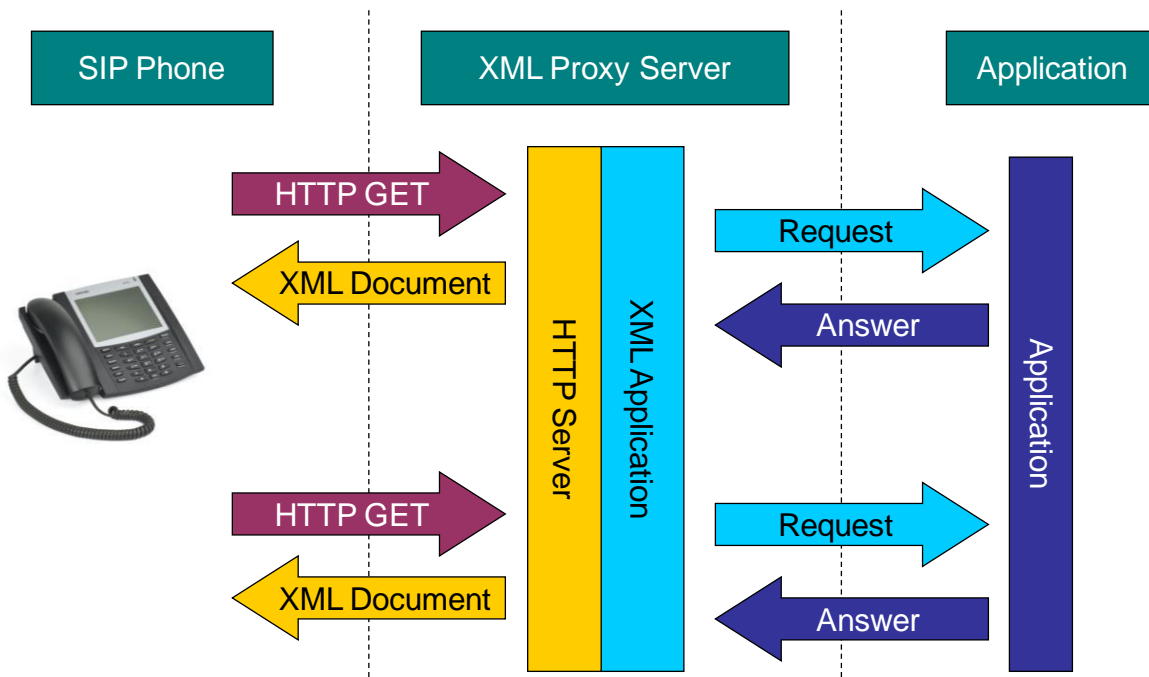 SIP Phone
XML Proxy Server
Application
HTTP GET
XML Document
Request
Answer
HTTP Server
XML Application
Application
HTTP GET
XML Document
Request
Answer